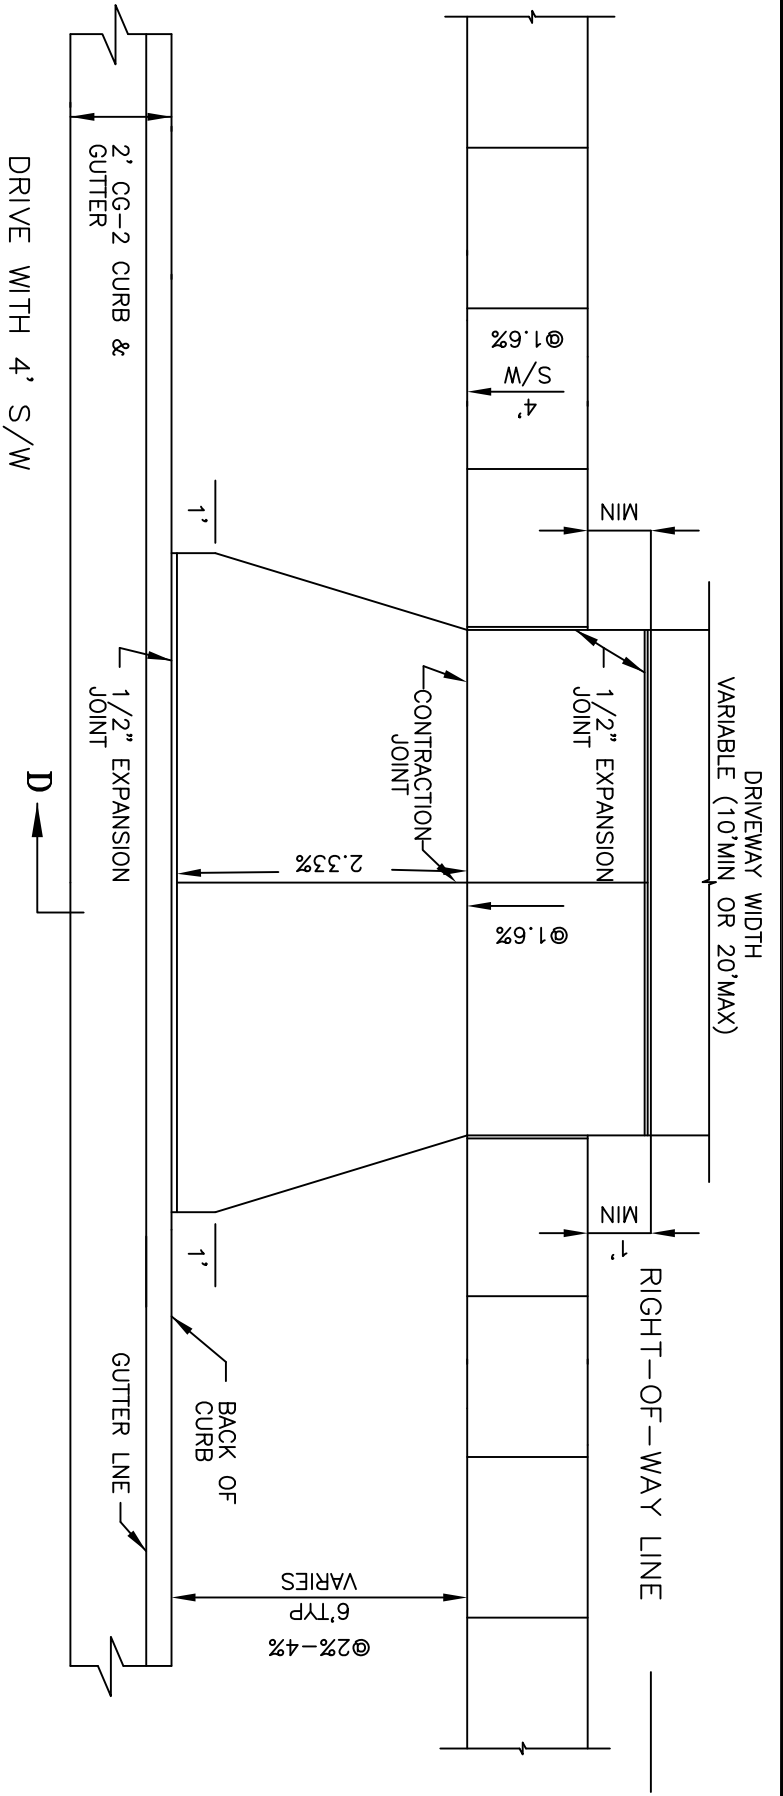 DRIVEWAY WIDTH
VARIABLE (10'MIN OR 20'MAX)
RIGHT-OF-WAY LINE
MIN
1'
MIN
1/2" EXPANSION
JOINT
4'
S/W
@1.6%
@1.6%
CONTRACTION
JOINT
2.33%
@2%-4%
6'TYP
VARIES
1'
1'
BACK OF
CURB
2' CG-2 CURB &
GUTTER
1/2" EXPANSION
JOINT
GUTTER LNE
D
DRIVE WITH 4' S/W